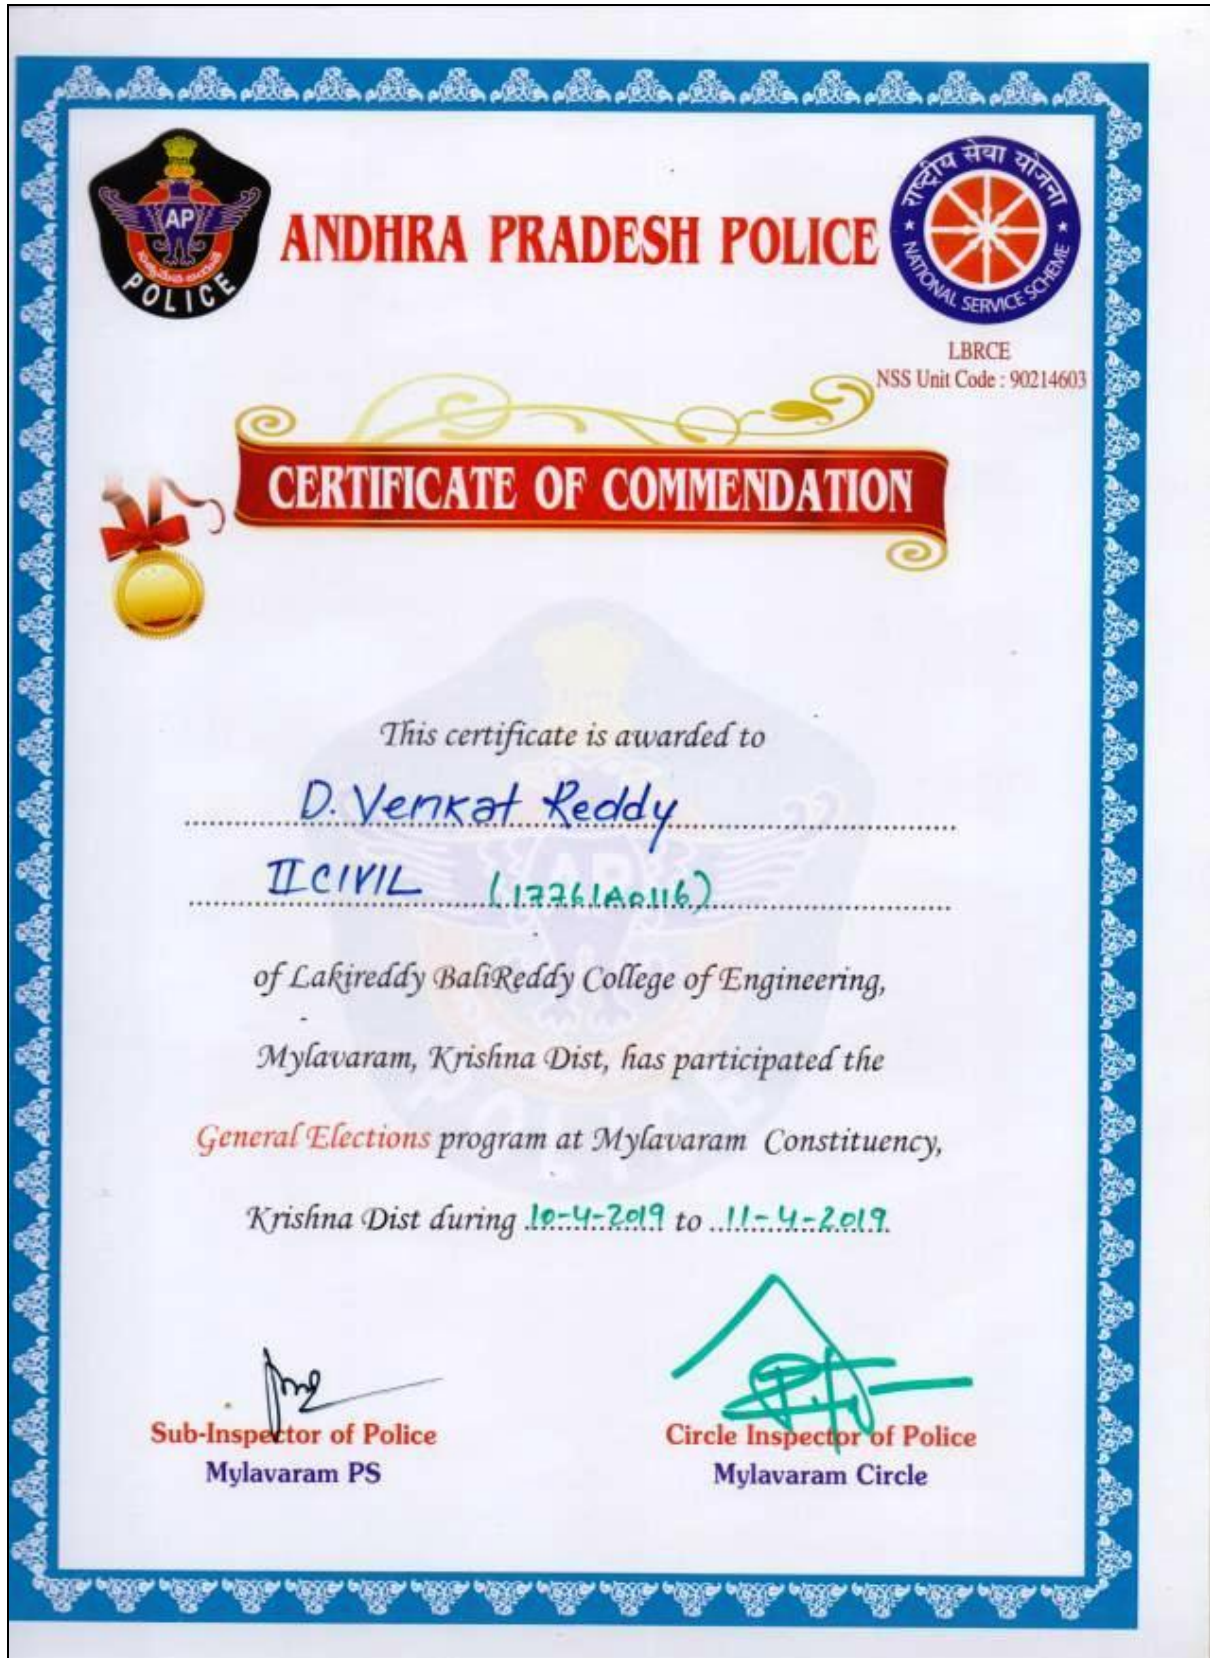 AP
POLICE
ANDHRA PRADESH POLICE
राष्ट्रीय सेवा योजना
NATIONAL SERVICE SCHEME
LBRCE
NSS Unit Code : 90214603
CERTIFICATE OF COMMENDATION
This certificate is awarded to
D. Venkat Reddy
II CIVIL (17761A0116)
of Lakireddy BaliReddy College of Engineering,
Mylavaram, Krishna Dist, has participated the
General Elections program at Mylavaram Constituency,
Krishna Dist during 10-4-2019 to 11-4-2019
Sub-Inspector of Police
Mylavaram PS
Circle Inspector of Police
Mylavaram Circle